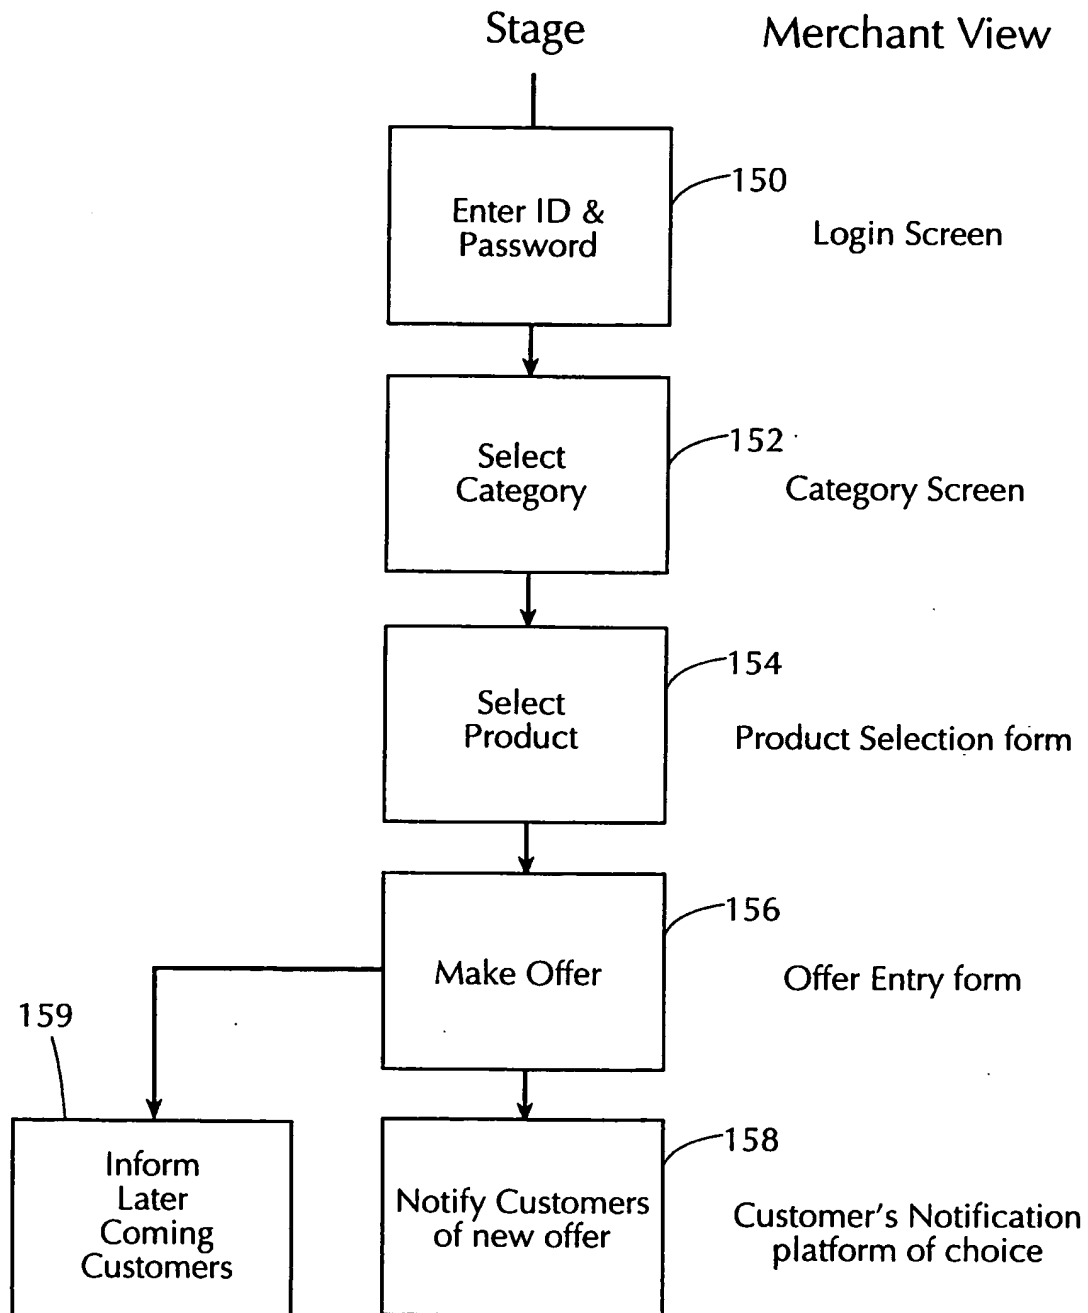 Stage
Merchant View
150
Enter ID &
Password
Login Screen
152
Select
Category
Category Screen
154
Select
Product
Product Selection form
156
Make Offer
Offer Entry form
159
Inform
Later
Coming
Customers
158
Notify Customers
of new offer
Customer's Notification
platform of choice